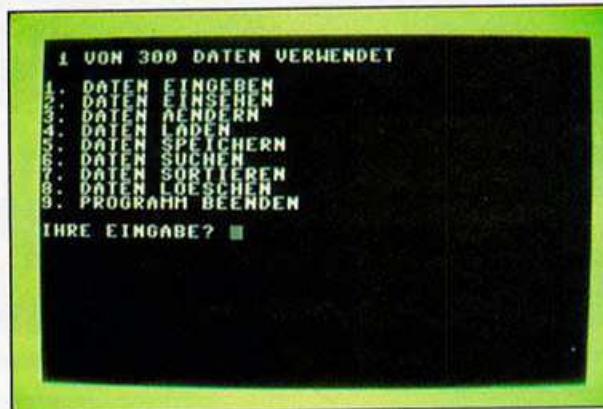 1 VON 300 DATEN VERWENDET
1. DATEN EINGEBEN
2. DATEN EINSEHEN
3. DATEN AENDERN
4. DATEN LADEN
5. DATEN SPEICHERN
6. DATEN SUCHEN
7. DATEN SORTIEREN
8. DATEN LOESCHEN
9. PROGRAMM BEENDEN
IHRE EINGABE?